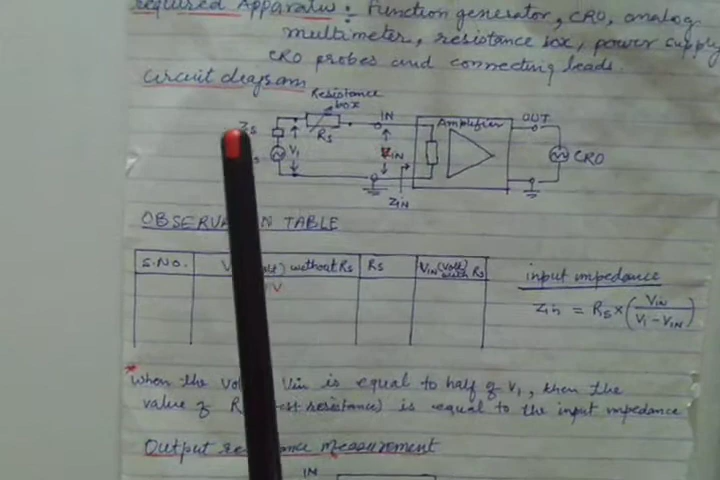 Required Apparatus : Function generator, CRO, analog
multimeter, resistance box, power supply
CRO probes and connecting leads.
Circuit diagram
Resistance
box
IN
Amplifier
OUT
Zs
Rs
V1
VIN
CRO
ZIN
TABLE
S.NO.
without Rs
Rs
VIN (Volt)
with Rs
V
input impedance
Zin = Rs × (VIN / V1 - VIN)
*When the Vin is equal to half of V1, then the
value of (test resistance) is equal to the input impedance
Output measurement
IN